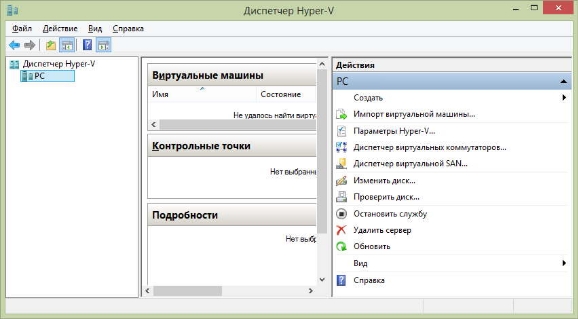 Диспетчер Hyper-V
Файл Действие Вид Справка
Диспетчер Hyper-V
PC
Виртуальные машины
Имя Состояние
Не удалось найти вирту
Контрольные точки
Нет выбранны
Подробности
Нет выбр
Действия
PC
Создать
Импорт виртуальной машины...
Параметры Hyper-V...
Диспетчер виртуальных коммутаторов...
Диспетчер виртуальной SAN...
Изменить диск...
Проверить диск...
Остановить службу
Удалить сервер
Обновить
Вид
Справка